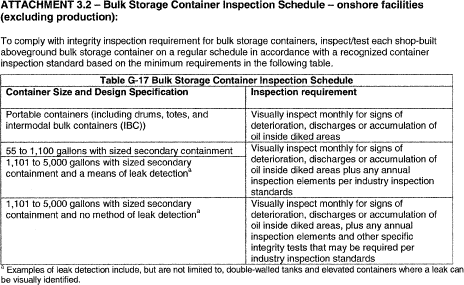 ATTACHMENT 3.2 – Bulk Storage Container Inspection Schedule – onshore facilities
(excluding production):
To comply with integrity inspection requirement for bulk storage containers, inspect/test each shop-built
aboveground bulk storage container on a regular schedule in accordance with a recognized container
inspection standard based on the minimum requirements in the following table.
Table G-17 Bulk Storage Container Inspection Schedule
Container Size and Design Specification
Inspection requirement
Portable containers (including drums, totes, and
intermodal bulk containers (IBC))
Visually inspect monthly for signs of
deterioration, discharges or accumulation of
oil inside diked areas
55 to 1,100 gallons with sized secondary containment
1,101 to 5,000 gallons with sized secondary
containment and a means of leak detectionª
Visually inspect monthly for signs of
deterioration, discharges or accumulation of
oil inside diked areas plus any annual
inspection elements per industry inspection
standards
1,101 to 5,000 gallons with sized secondary
containment and no method of leak detectionª
Visually inspect monthly for signs of
deterioration, discharges or accumulation of
oil inside diked areas, plus any annual
inspection elements and other specific
integrity tests that may be required per
industry inspection standards
ª Examples of leak detection include, but are not limited to, double-walled tanks and elevated containers where a leak can
be visually identified.